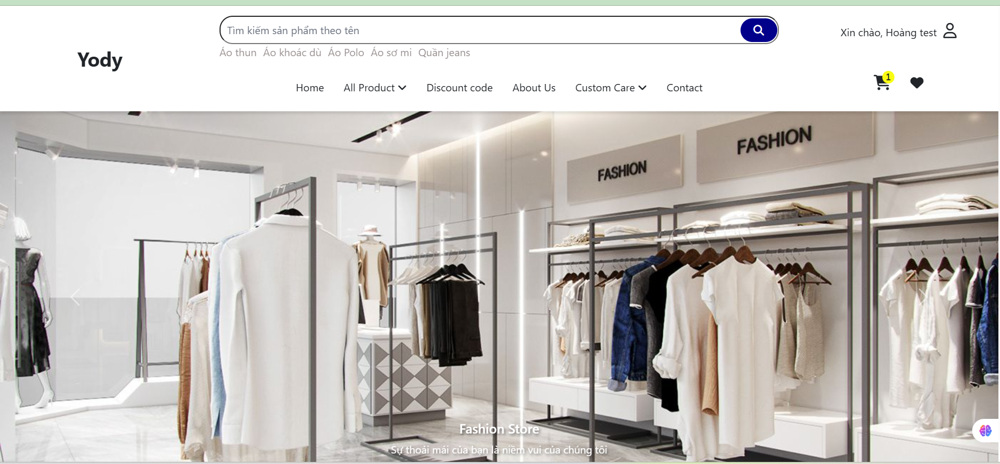 Tìm kiếm sản phẩm theo tên
Xin chào, Hoàng test
Áo thun Áo khoác dù Áo Polo Áo sơ mi Quần jeans
Yody
1
Home All Product Discount code About Us Custom Care Contact
FASHION
FASHION
Fashion Store
Sự thoải mái của bạn là niềm vui của chúng tôi